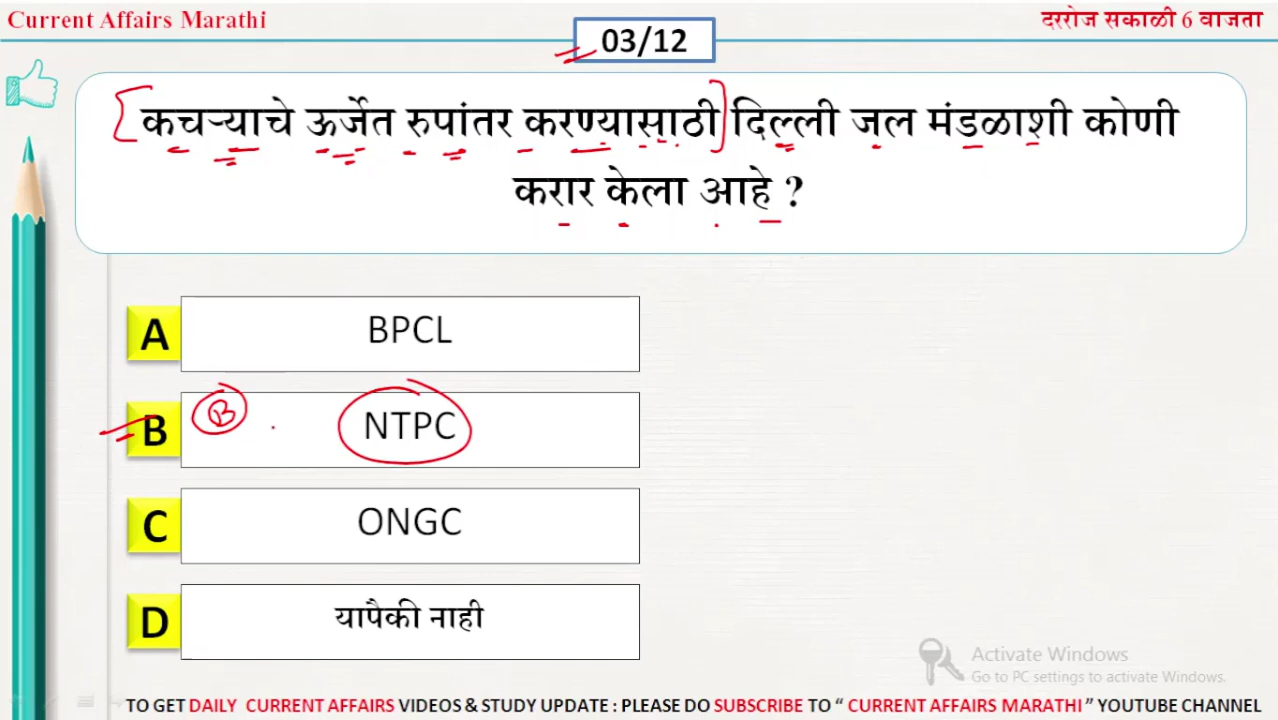 Current Affairs Marathi
दररोज सकाळी 6 वाजता
03/12
कचऱ्याचे ऊर्जेत रुपांतर करण्यासाठी दिल्ली जल मंडळाशी कोणी
करार केला आहे ?
A
BPCL
B
B
NTPC
C
ONGC
D
यापैकी नाही
Activate Windows
Go to PC settings to activate Windows.
TO GET DAILY CURRENT AFFAIRS VIDEOS & STUDY UPDATE : PLEASE DO SUBSCRIBE TO “ CURRENT AFFAIRS MARATHI ” YOUTUBE CHANNEL